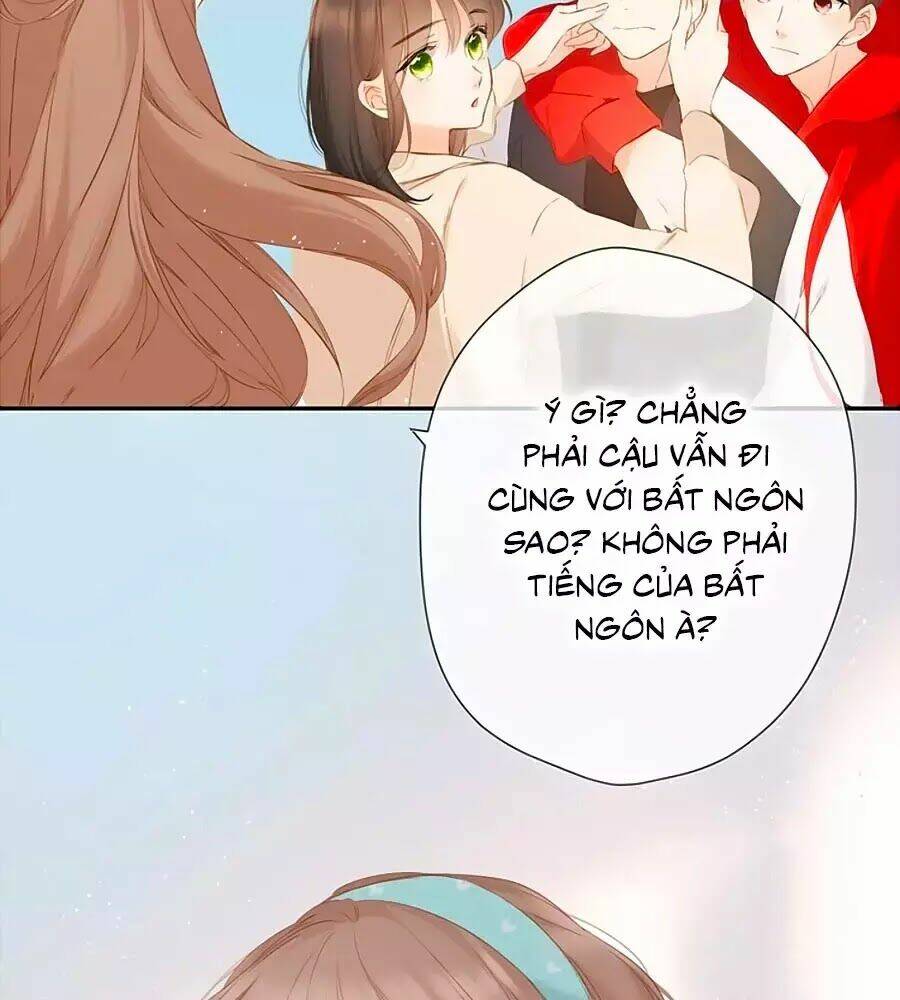 Ý GÌ? CHẲNG
PHẢI CẬU VẪN ĐI
CÙNG VỚI BẤT NGÔN
SAO? KHÔNG PHẢI
TIẾNG CỦA BẤT
NGÔN À?